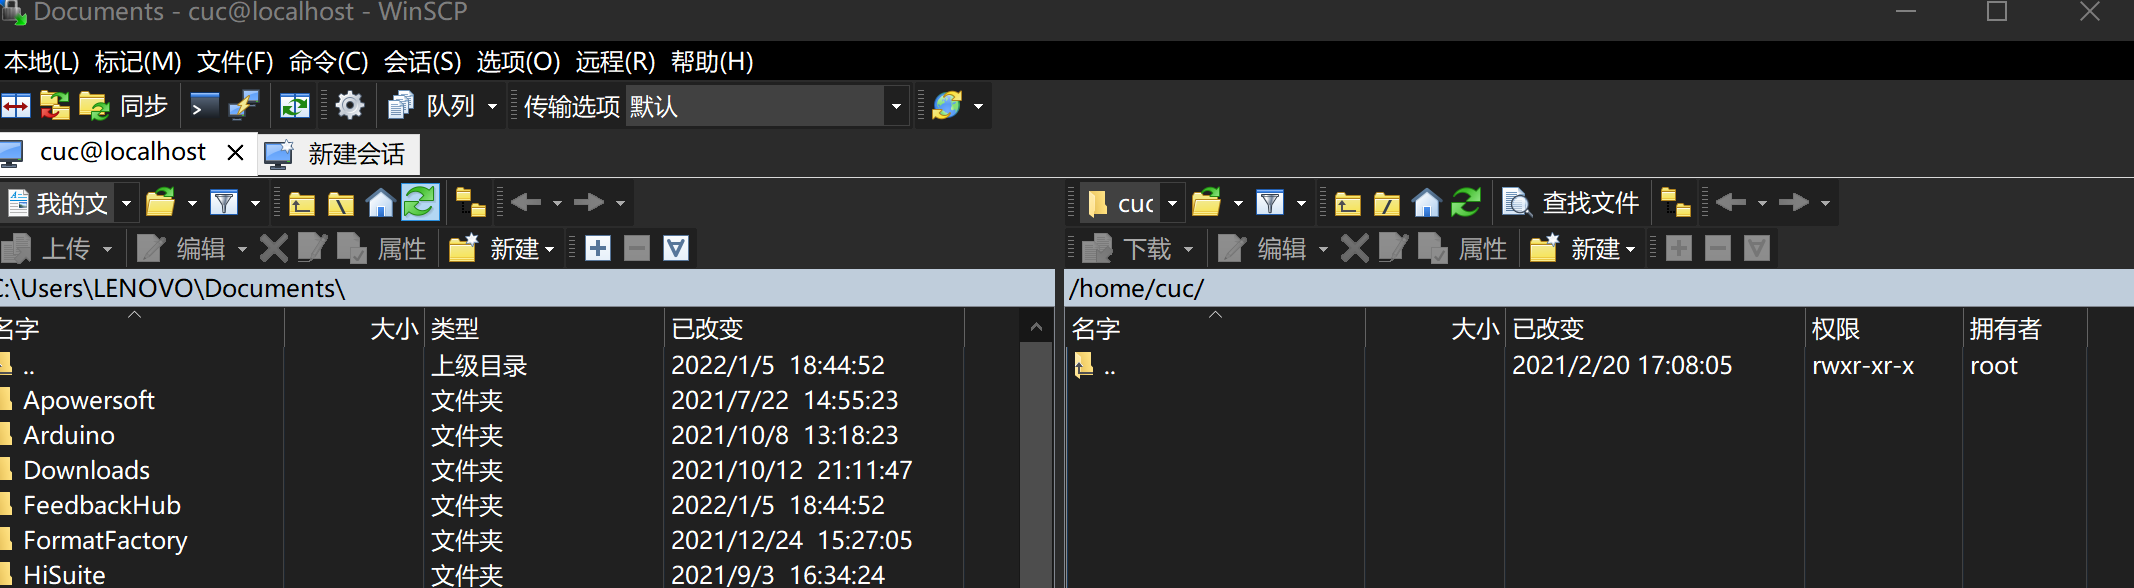 Documents - cuc@localhost - WinSCP
本地(L) 标记(M) 文件(F) 命令(C) 会话(S) 选项(O) 远程(R) 帮助(H)
同步 队列 传输选项 默认
cuc@localhost 新建会话
我的文 cuc 查找文件
上传 编辑 属性 新建 下载 编辑 属性 新建
C:\Users\LENOVO\Documents\ /home/cuc/
名字 大小 类型 已改变 名字 大小 已改变 权限 拥有者
.. 上级目录 2022/1/5 18:44:52 .. 2021/2/20 17:08:05 rwxr-xr-x root
Apowersoft 文件夹 2021/7/22 14:55:23
Arduino 文件夹 2021/10/8 13:18:23
Downloads 文件夹 2021/10/12 21:11:47
FeedbackHub 文件夹 2022/1/5 18:44:52
FormatFactory 文件夹 2021/12/24 15:27:05
HiSuite 文件夹 2021/9/3 16:34:24